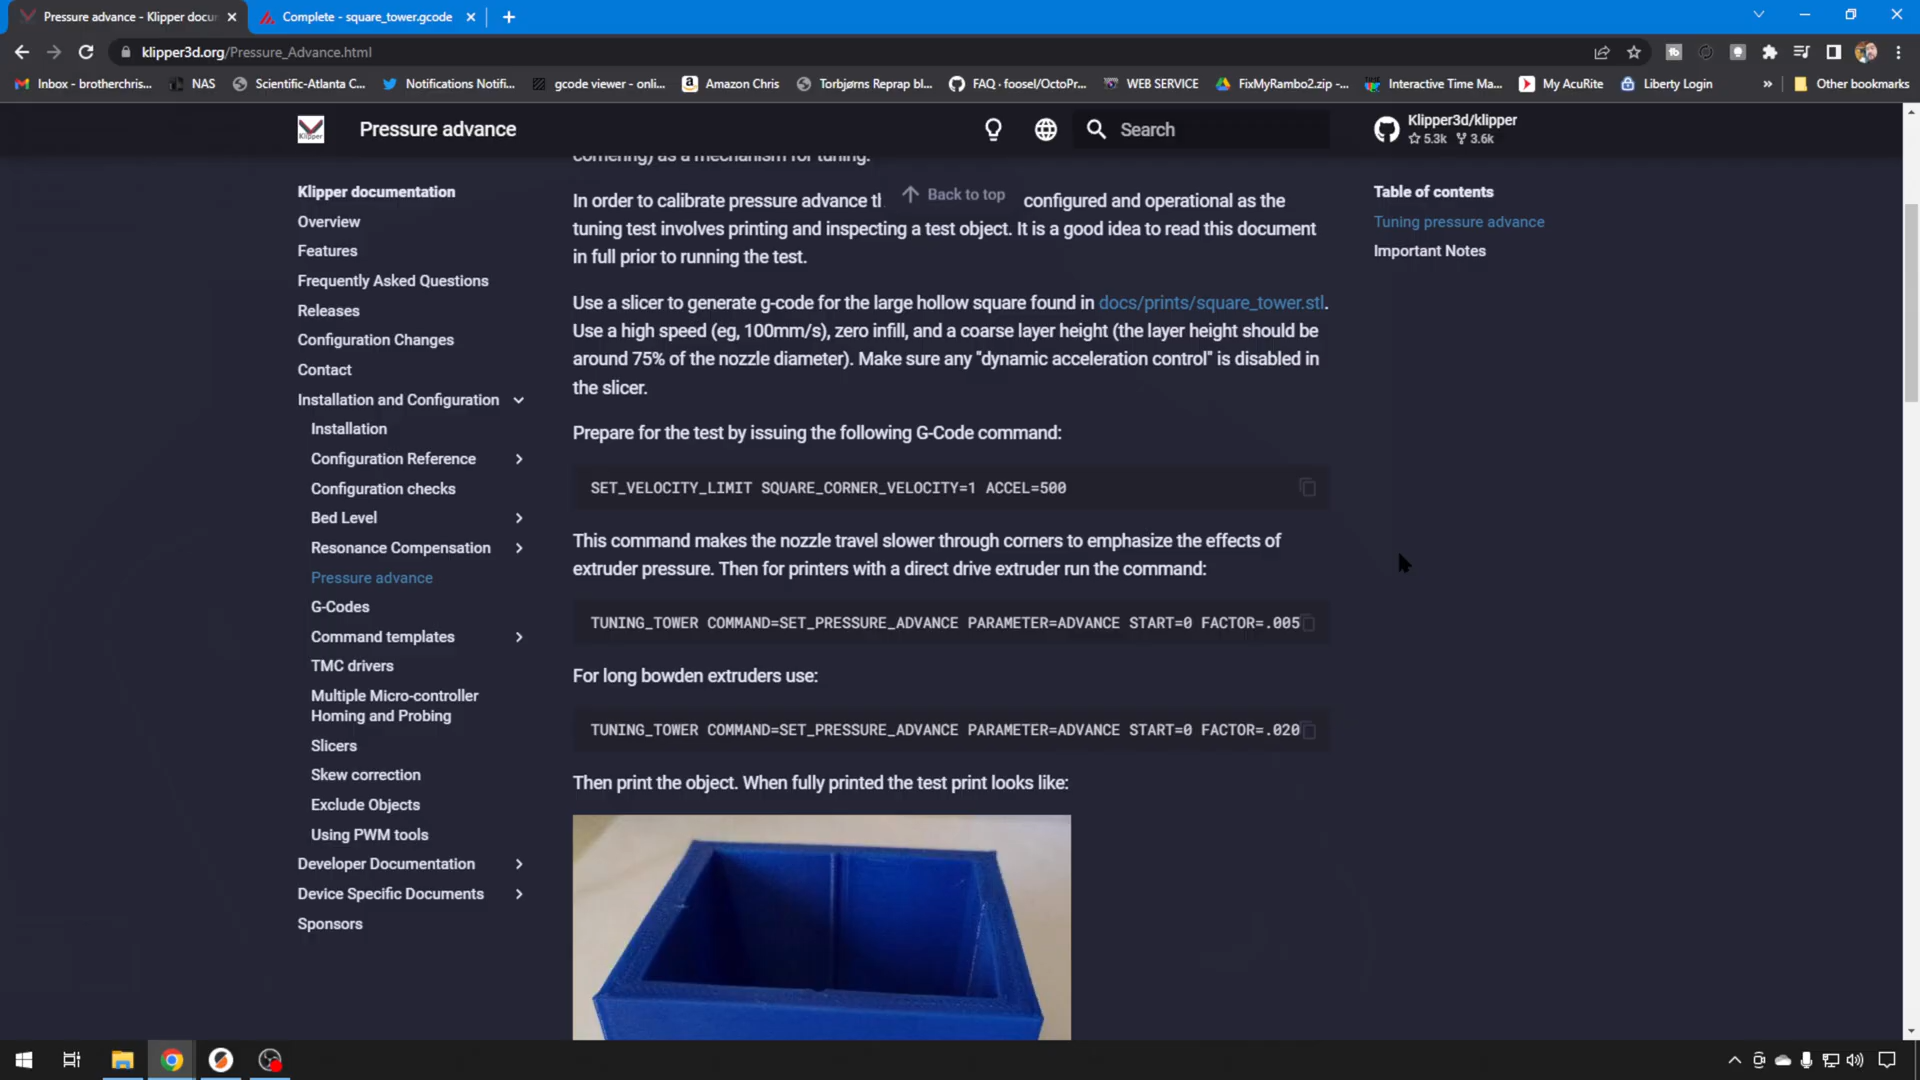 Pressure advance - Klipper docu
Complete - square_tower.gcode
klipper3d.org/Pressure_Advance.html
Inbox - brotherchris...
NAS
Scientific-Atlanta C...
Notifications Notifi...
gcode viewer - onli...
Amazon Chris
Torbjørns Reprap bl...
FAQ · foosel/OctoPr...
WEB SERVICE
FixMyRambo2.zip -...
Interactive Time Ma...
My AcuRite
Liberty Login
»
Other bookmarks
Klipper
Pressure advance
Search
Klipper3d/klipper
5.3k 3.6k
Klipper documentation
Overview
Features
Frequently Asked Questions
Releases
Configuration Changes
Contact
Installation and Configuration
Installation
Configuration Reference
Configuration checks
Bed Level
Resonance Compensation
Pressure advance
G-Codes
Command templates
TMC drivers
Multiple Micro-controller
Homing and Probing
Slicers
Skew correction
Exclude Objects
Using PWM tools
Developer Documentation
Device Specific Documents
Sponsors
cornering) as a mechanism for tuning.
Back to top
In order to calibrate pressure advance configured and operational as the
tuning test involves printing and inspecting a test object. It is a good idea to read this document
in full prior to running the test.
Use a slicer to generate g-code for the large hollow square found in docs/prints/square_tower.stl.
Use a high speed (eg, 100mm/s), zero infill, and a coarse layer height (the layer height should be
around 75% of the nozzle diameter). Make sure any "dynamic acceleration control" is disabled in
the slicer.
Prepare for the test by issuing the following G-Code command:
SET_VELOCITY_LIMIT SQUARE_CORNER_VELOCITY=1 ACCEL=500
This command makes the nozzle travel slower through corners to emphasize the effects of
extruder pressure. Then for printers with a direct drive extruder run the command:
TUNING_TOWER COMMAND=SET_PRESSURE_ADVANCE PARAMETER=ADVANCE START=0 FACTOR=.005
For long bowden extruders use:
TUNING_TOWER COMMAND=SET_PRESSURE_ADVANCE PARAMETER=ADVANCE START=0 FACTOR=.020
Then print the object. When fully printed the test print looks like:
Table of contents
Tuning pressure advance
Important Notes